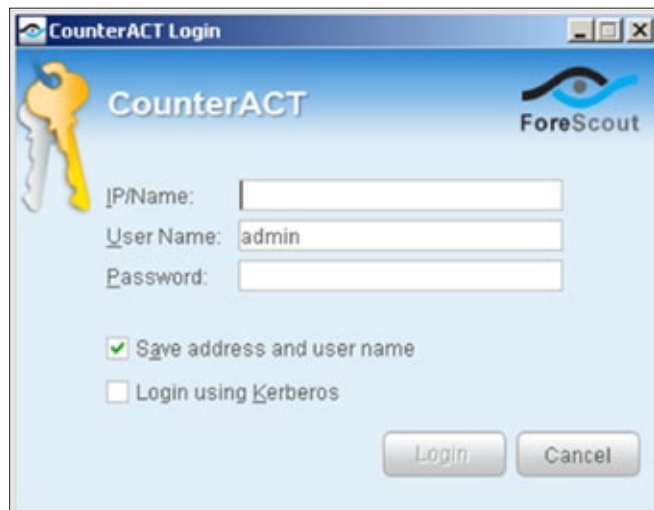 CounterACT Login
CounterACT
ForeScout
IP/Name:
User Name: admin
Password:
Save address and user name
Login using Kerberos
Login Cancel